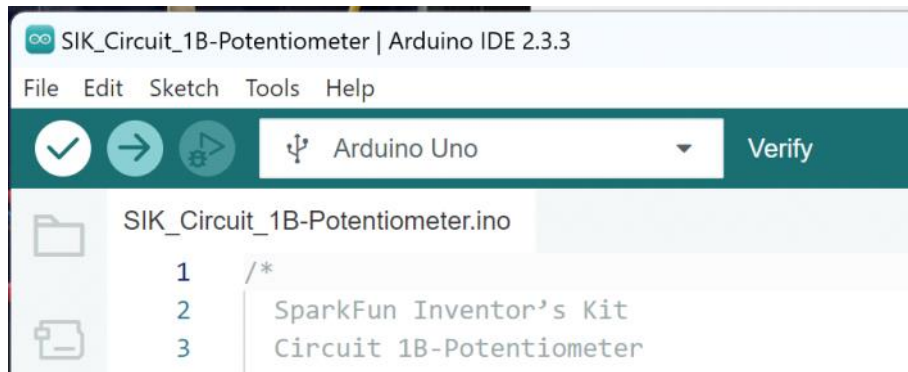 SIK_Circuit_1B-Potentiometer | Arduino IDE 2.3.3
File Edit Sketch Tools Help
Arduino Uno Verify
SIK_Circuit_1B-Potentiometer.ino
1 /*
2 SparkFun Inventor’s Kit
3 Circuit 1B-Potentiometer